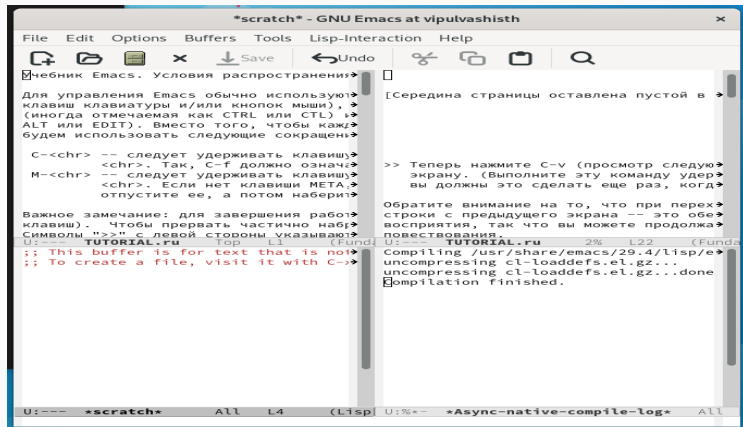 *scratch* - GNU Emacs at vipulvashisth
File Edit Options Buffers Tools Lisp-Interaction Help
Save Undo
Учебник Emacs. Условия распространения
Для управления Emacs обычно используют
клавиш клавиатуры и/или кнопок мыши),
(иногда отмечаемая как CTRL или CTL) и
ALT или EDIT). Вместо того, чтобы кажд
будем использовать следующие сокращени
C-<chr> -- следует удерживать клавишу
<chr>. Так, C-f должно означа
M-<chr> -- следует удерживать клавишу
<chr>. Если нет клавиши META,
отпустите ее, а потом набери
Важное замечание: для завершения работ
клавиш). Чтобы прервать частично набр
Символы ">>" с левой стороны указывают
U:--- TUTORIAL.ru Top L1 (Funda
[Середина страницы оставлена пустой в
>> Теперь нажмите C-v (просмотр следую
экрану. (Выполните эту команду удер
вы должны это сделать еще раз, когд
Обратите внимание на то, что при перех
строки с предыдущего экрана -- это обе
восприятия, так что вы можете продолжа
повествования.
U:--- TUTORIAL.ru 2% L22 (Funda
;; This buffer is for text that is not
;; To create a file, visit it with C-x
U:--- *scratch* All L4 (Lisp
Compiling /usr/share/emacs/29.4/lisp/e
uncompressing cl-loaddefs.el.gz...
uncompressing cl-loaddefs.el.gz...done
Compilation finished.
U:%*- *Async-native-compile-log* All